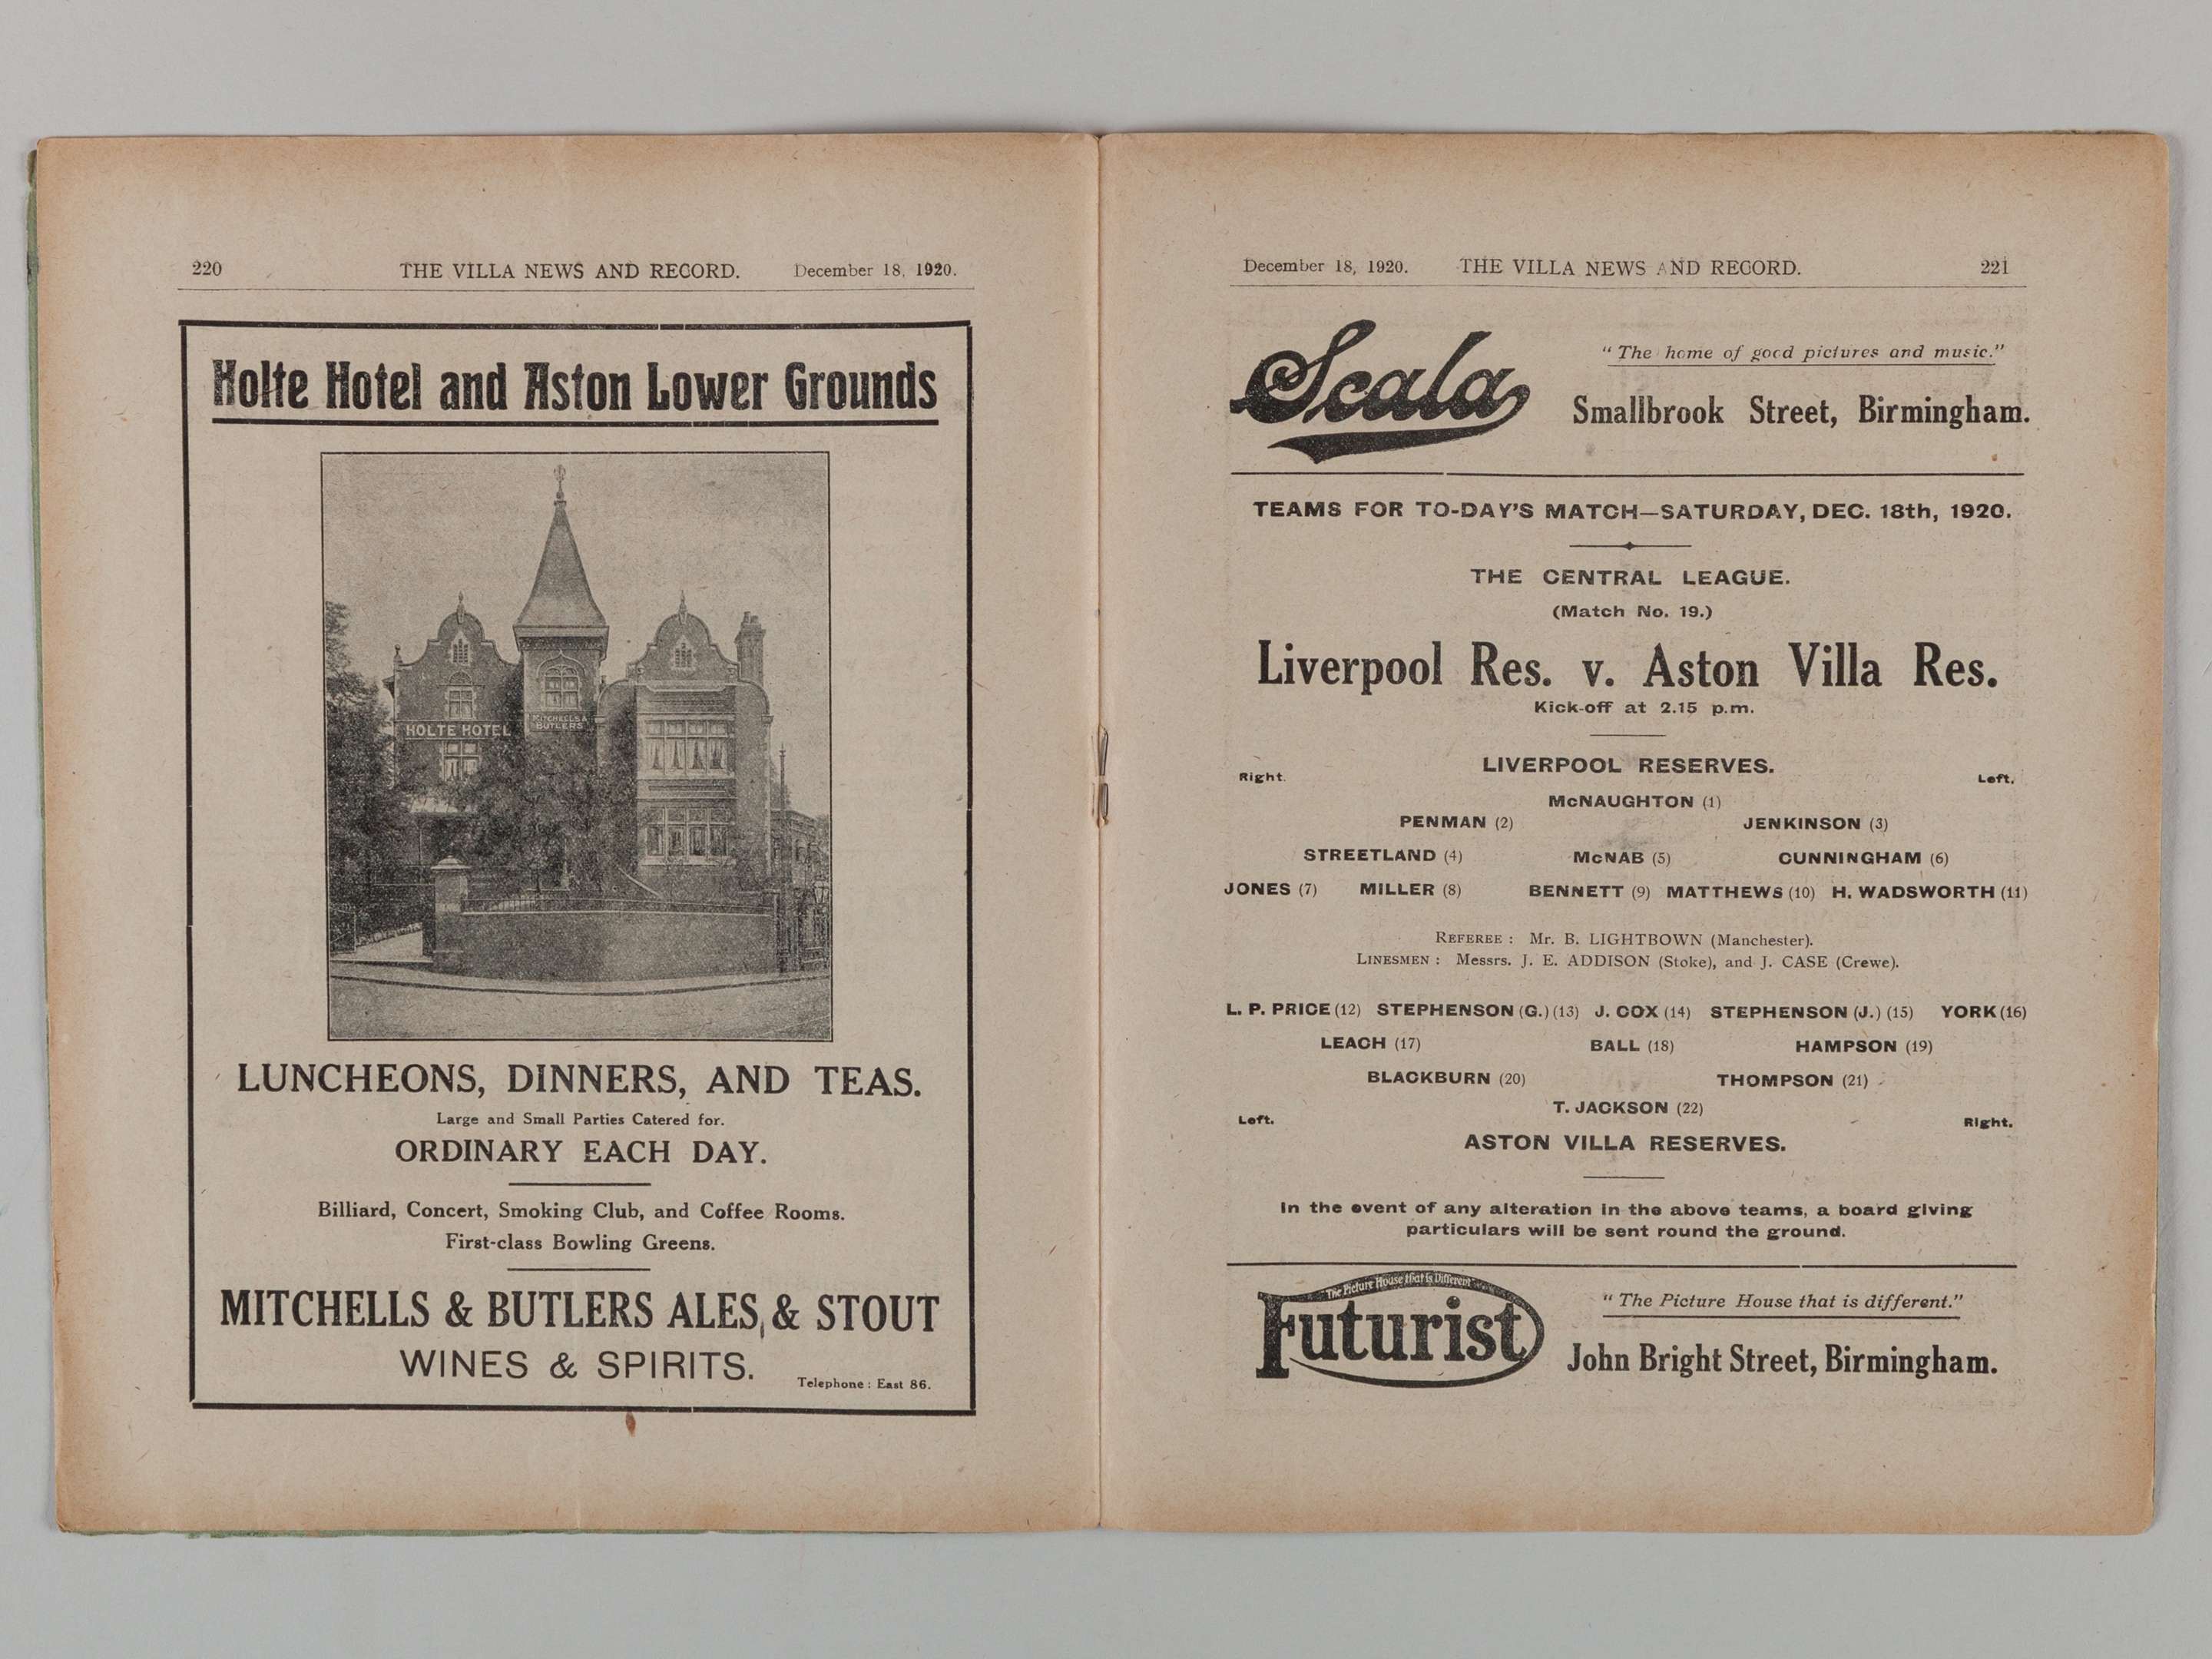 220 THE VILLA NEWS AND RECORD. December 18, 1920.
Holte Hotel and Aston Lower Grounds
HOLTE HOTEL
MITCHELLS &
BUTLERS
LUNCHEONS, DINNERS, AND TEAS.
Large and Small Parties Catered for.
ORDINARY EACH DAY.
Billiard, Concert, Smoking Club, and Coffee Rooms.
First-class Bowling Greens.
MITCHELLS & BUTLERS ALES, & STOUT
WINES & SPIRITS.
Telephone: East 86.
December 18, 1920. THE VILLA NEWS AND RECORD. 221
Scala
"The home of good pictures and music."
Smallbrook Street, Birmingham.
TEAMS FOR TO-DAY'S MATCH—SATURDAY, DEC. 18th, 1920.
THE CENTRAL LEAGUE.
(Match No. 19.)
Liverpool Res. v. Aston Villa Res.
Kick-off at 2.15 p.m.
LIVERPOOL RESERVES.
Right. Left.
McNAUGHTON (1)
PENMAN (2) JENKINSON (3)
STREETLAND (4) McNAB (5) CUNNINGHAM (6)
JONES (7) MILLER (8) BENNETT (9) MATTHEWS (10) H. WADSWORTH (11)
REFEREE: Mr. B. LIGHTBOWN (Manchester).
LINESMEN: Messrs. J. E. ADDISON (Stoke), and J. CASE (Crewe).
L. P. PRICE (12) STEPHENSON (G.) (13) J. COX (14) STEPHENSON (J.) (15) YORK (16)
LEACH (17) BALL (18) HAMPSON (19)
BLACKBURN (20) THOMPSON (21)
T. JACKSON (22)
Left. Right.
ASTON VILLA RESERVES.
In the event of any alteration in the above teams, a board giving
particulars will be sent round the ground.
The Picture House that is Different
Futurist
"The Picture House that is different."
John Bright Street, Birmingham.